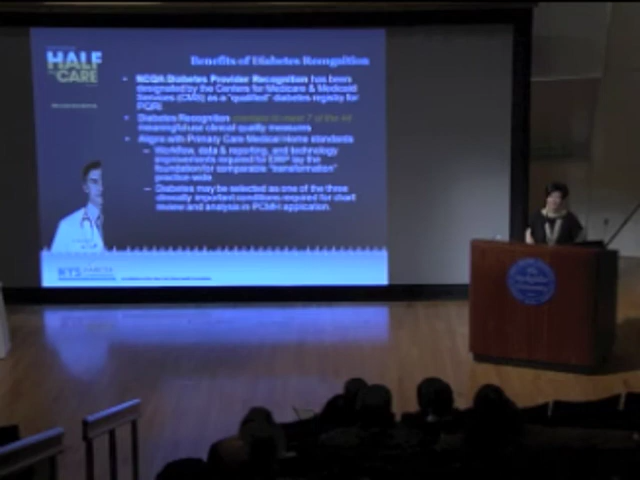 HALF
CARE
Benefits of Diabetes Recognition
• NCQA Diabetes Provider Recognition has been
designated by the Centers for Medicare & Medicaid
Services (CMS) as a "qualified" diabetes registry for
PQRI
• Diabetes Recognition 7 of the 44
meaningful use clinical quality measures
• Aligns with Primary Care Medical Home standards
– Workflow, data & reporting, and technology
improvements required for lay the
foundation for comparable "transformation"
practice-wide
– Diabetes may be selected as one of the three
clinically important conditions required for chart
review and analysis in PCMH application.